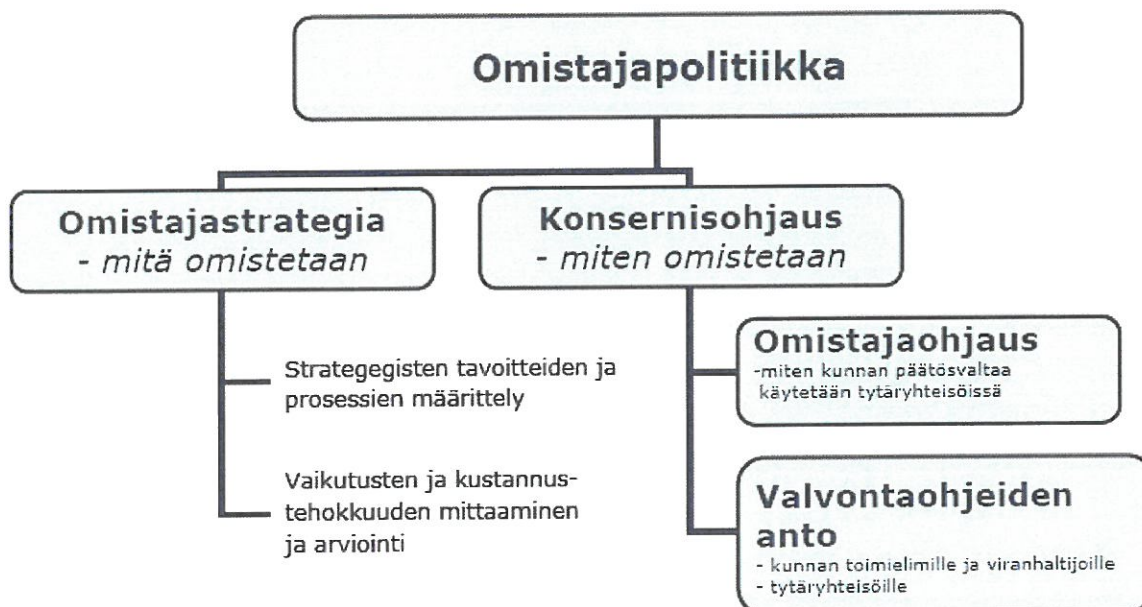 Omistajapolitiikka
Omistajastrategia
- mitä omistetaan
Konsernisohjaus
- miten omistetaan
Strategegisten tavoitteiden ja
prosessien määrittely
Vaikutusten ja kustannus-
tehokkuuden mittaaminen
ja arviointi
Omistajaohjaus
-miten kunnan päätösvaltaa
käytetään tytäryhteisöissä
Valvontaohjeiden
anto
- kunnan toimielimille ja viranhaltijoille
- tytäryhteisöille